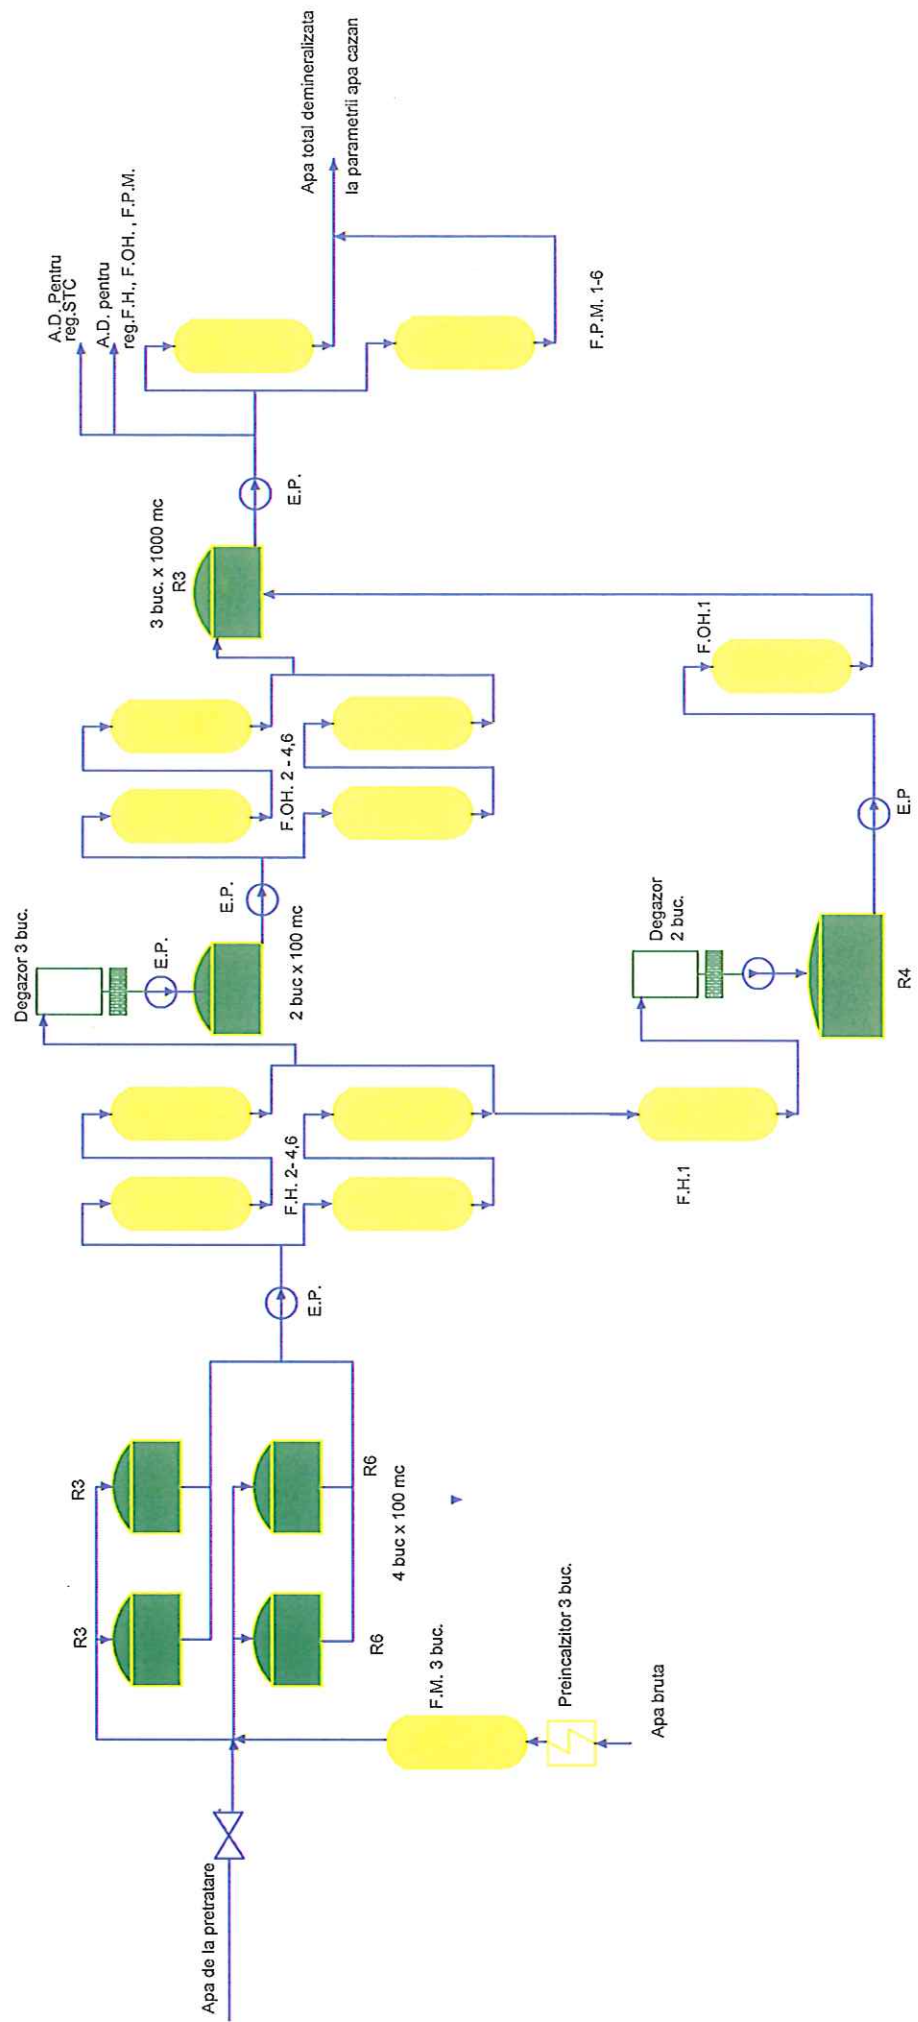 Apa de la pretratare
Apa bruta
Preincalzitor 3 buc.
F.M. 3 buc.
R3
R3
R6
R6
4 buc x 100 mc
E.P.
F.H. 2-4,6
F.H.1
Degazor 3 buc.
E.P.
2 buc x 100 mc
E.P.
Degazor
2 buc.
R4
E.P
F.OH. 2 - 4,6
F.OH.1
3 buc. x 1000 mc
R3
E.P.
A.D. Pentru
reg.STC
A.D. pentru
reg.F.H., F.OH. , F.P.M.
Apa total demineralizata
la parametrii apa cazan
F.P.M. 1-6